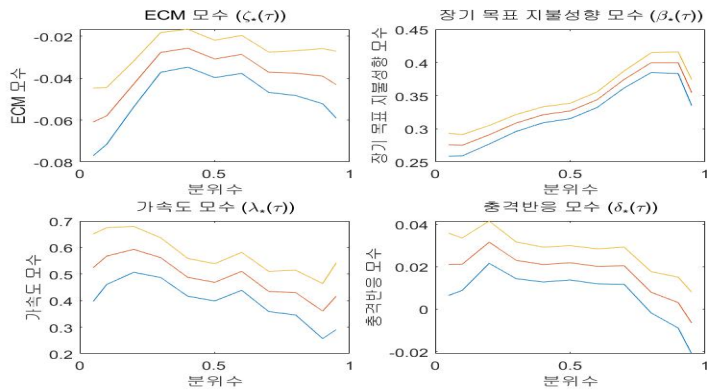 ECM 모수 (ζ*(τ))
ECM 모수
-0.02
-0.04
-0.06
-0.08
0
0.5
1
분위수
장기 목표 지불성향 모수 (β*(τ))
장기 목표 지불성향 모수
0.45
0.4
0.35
0.3
0.25
0
0.5
1
분위수
가속도 모수 (λ*(τ))
가속도 모수
0.7
0.6
0.5
0.4
0.3
0.2
0
0.5
1
분위수
충격반응 모수 (δ*(τ))
충격반응 모수
0.04
0.02
0
-0.02
0
0.5
1
분위수